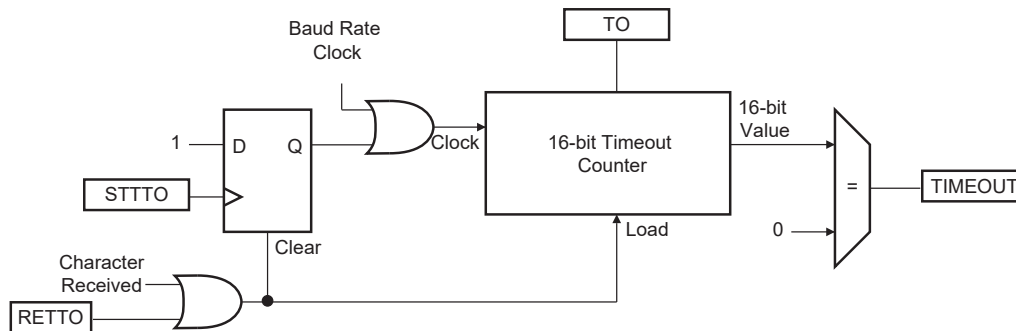 Baud Rate
Clock
TO
1
D
Q
Clock
16-bit Timeout
Counter
16-bit
Value
STTTO
=
TIMEOUT
Clear
Load
0
Character
Received
RETTO